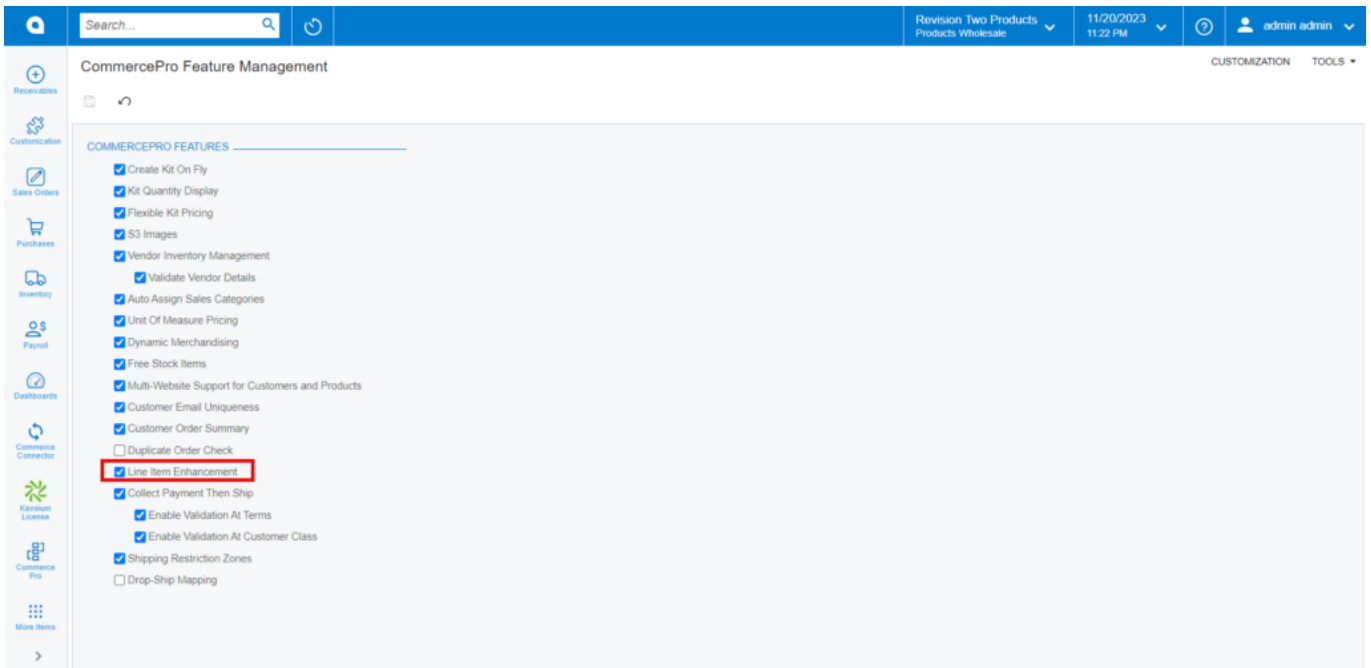 Search...
Revision Two Products
Products Wholesale
11/20/2023
11:22 PM
admin admin
CommercePro Feature Management
CUSTOMIZATION
TOOLS
Receivables
Customization
Sales Orders
Purchases
Inventory
Payroll
Dashboards
Commerce
Connector
Kensium
License
Commerce
Pro
More Items
COMMERCEPRO FEATURES
Create Kit On Fly
Kit Quantity Display
Flexible Kit Pricing
S3 Images
Vendor Inventory Management
Validate Vendor Details
Auto Assign Sales Categories
Unit Of Measure Pricing
Dynamic Merchandising
Free Stock Items
Multi-Website Support for Customers and Products
Customer Email Uniqueness
Customer Order Summary
Duplicate Order Check
Line Item Enhancement
Collect Payment Then Ship
Enable Validation At Terms
Enable Validation At Customer Class
Shipping Restriction Zones
Drop-Ship Mapping